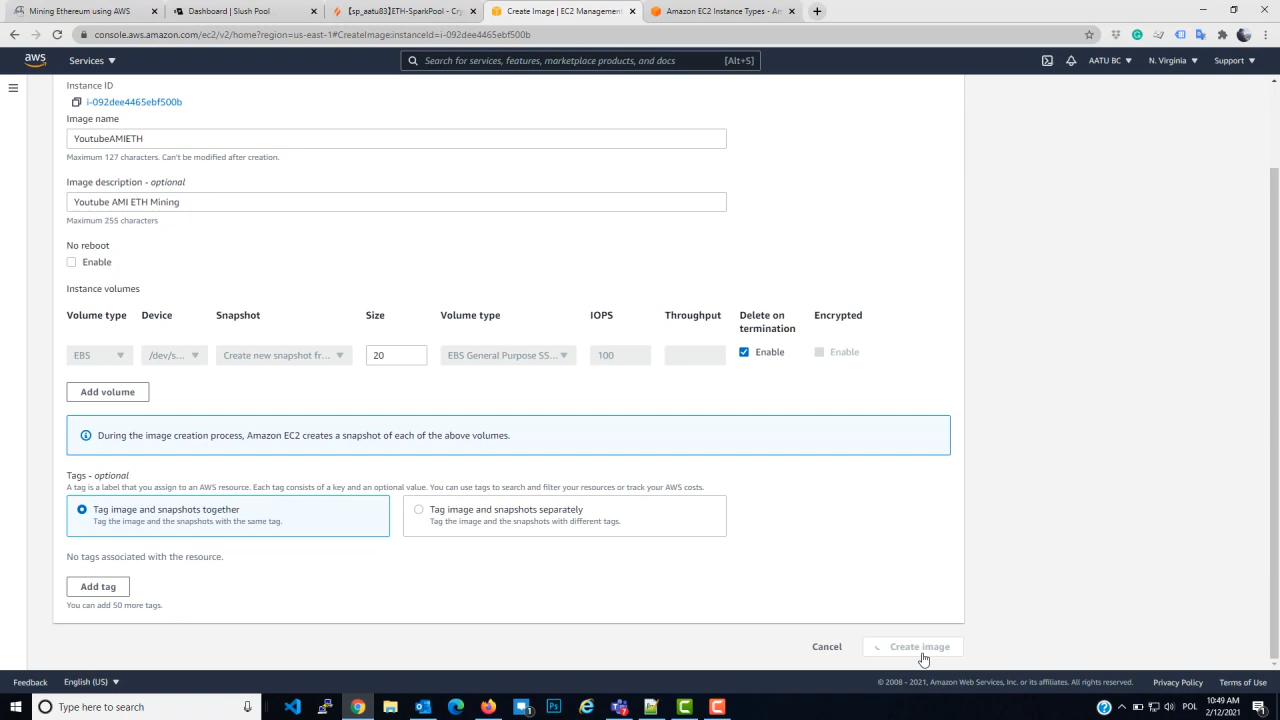 Mining Ethereum using AWS
Dashboard | Slush Pool
[sp_aatu83]ETH-SparkPool - Cryp
Create Image | EC2 Management
Amazon EC2 Instance Types - Am
console.aws.amazon.com/ec2/v2/home?region=us-east-1#CreateImage:instanceId=i-092dee4465ebf500b
aws
Services
Search for services, features, marketplace products, and docs
[Alt+S]
AATU BC
N. Virginia
Support
Instance ID
i-092dee4465ebf500b
Image name
YoutubeAMIETH
Maximum 127 characters. Can't be modified after creation.
Image description - optional
Youtube AMI ETH Mining
Maximum 255 characters
No reboot
Enable
Instance volumes
Volume type Device Snapshot Size Volume type IOPS Throughput Delete on termination Encrypted
EBS /dev/s... Create new snapshot fr... 20 EBS General Purpose SS... 100 Enable Enable
Add volume
During the image creation process, Amazon EC2 creates a snapshot of each of the above volumes.
Tags - optional
A tag is a label that you assign to an AWS resource. Each tag consists of a key and an optional value. You can use tags to search and filter your resources or track your AWS costs.
Tag image and snapshots together
Tag the image and the snapshots with the same tag.
Tag image and snapshots separately
Tag the image and the snapshots with different tags.
No tags associated with the resource.
Add tag
You can add 50 more tags.
Cancel
Create image
Feedback
English (US)
© 2008 - 2021, Amazon Web Services, Inc. or its affiliates. All rights reserved.
Privacy Policy
Terms of Use
Type here to search
POL
10:49 AM
2/12/2021